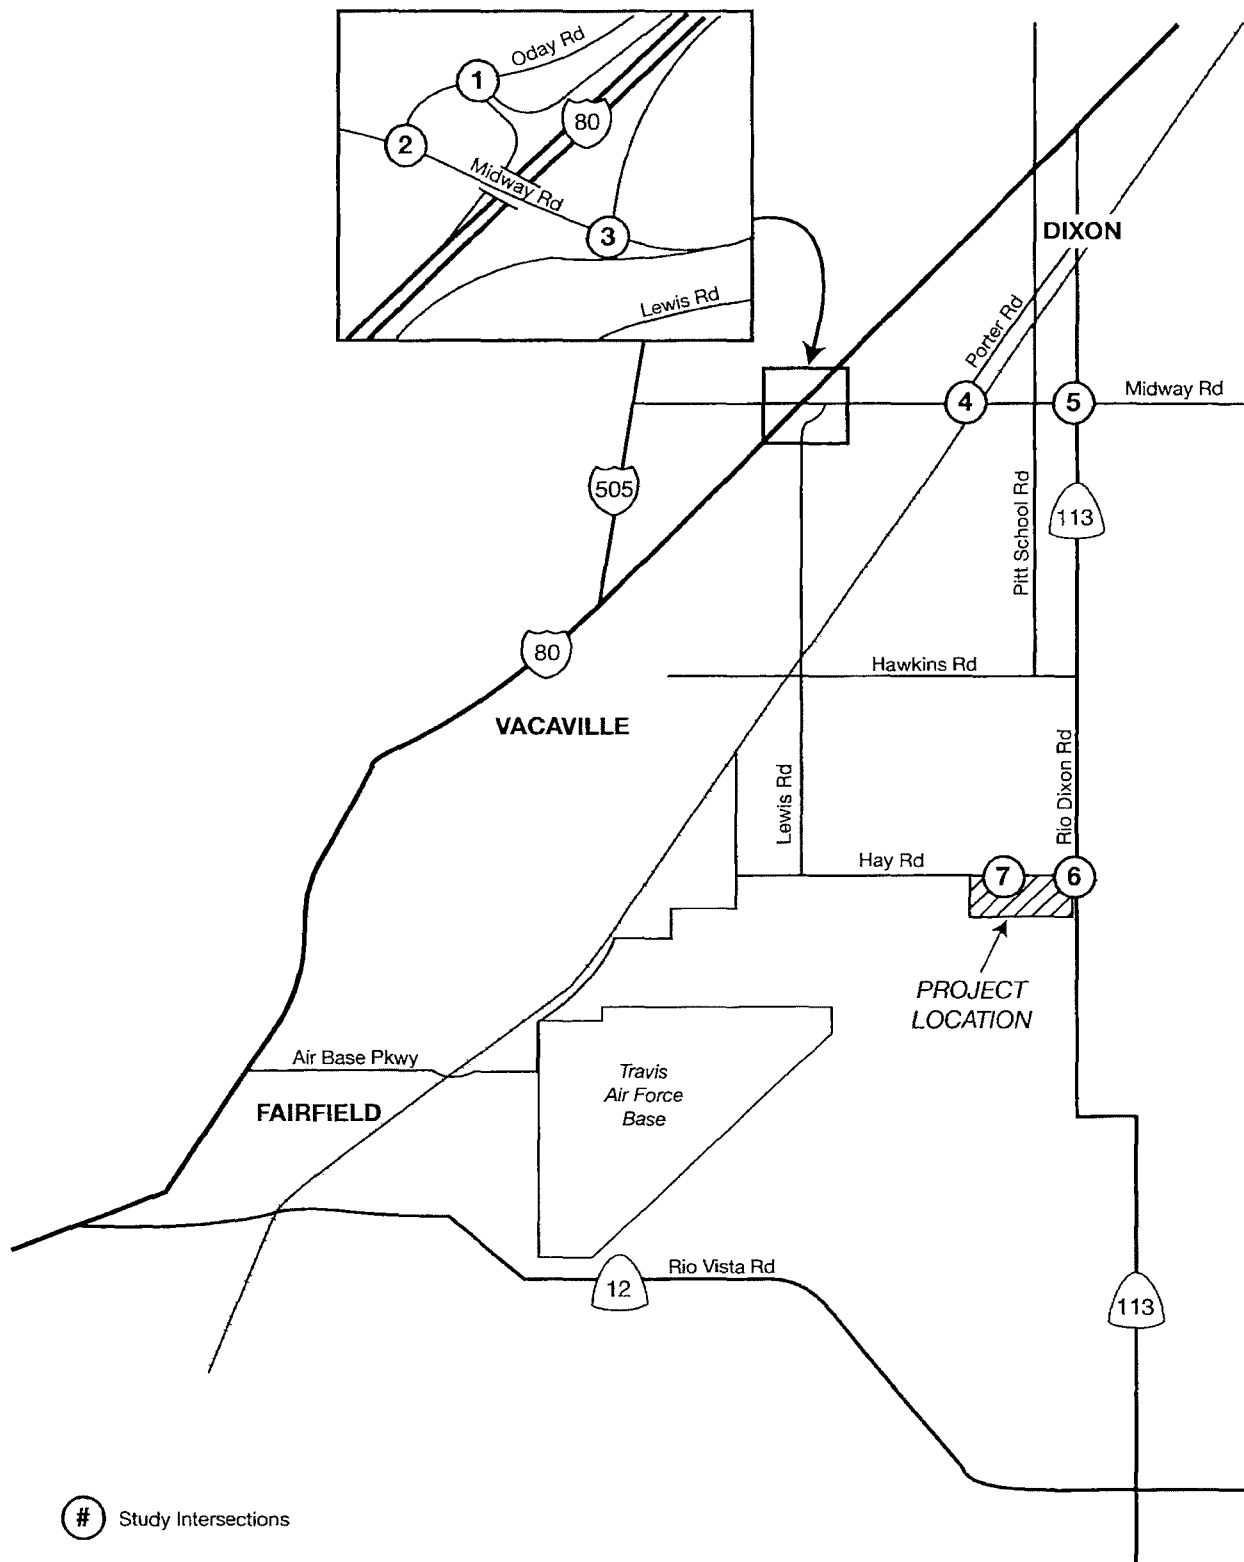 Oday Rd
1
80
2
Midway Rd
3
Lewis Rd
DIXON
Porter Rd
4
5
Midway Rd
505
Pitt School Rd
113
80
Hawkins Rd
VACAVILLE
Lewis Rd
Rio Dixon Rd
Hay Rd
7
6
PROJECT
LOCATION
Air Base Pkwy
Travis
Air Force
Base
FAIRFIELD
Rio Vista Rd
12
113
# Study Intersections